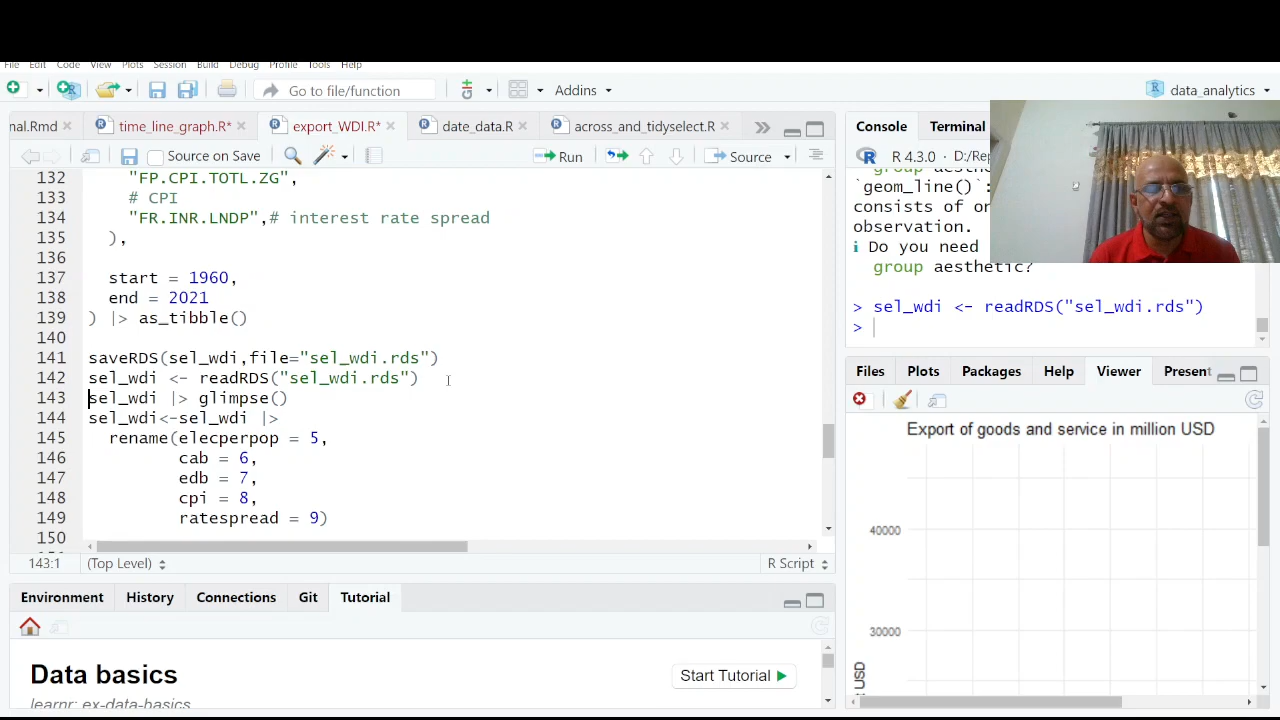 File Edit Code View Plots Session Build Debug Profile Tools Help
Go to file/function
Addins
data_analytics
nal.Rmd
time_line_graph.R*
export_WDI.R*
date_data.R
across_and_tidyselect.R
Source on Save
Run
Source
132 "FP.CPI.TOTL.ZG",
133 # CPI
134 "FR.INR.LNDP",# interest rate spread
135 ),
136
137 start = 1960,
138 end = 2021
139 ) |> as_tibble()
140
141 saveRDS(sel_wdi,file="sel_wdi.rds")
142 sel_wdi <- readRDS("sel_wdi.rds")
143 sel_wdi |> glimpse()
144 sel_wdi<-sel_wdi |>
145 rename(elecperpop = 5,
146 cab = 6,
147 edb = 7,
148 cpi = 8,
149 ratespread = 9)
150
143:1 (Top Level) R Script
Environment History Connections Git Tutorial
Data basics
Start Tutorial
learnr: ex-data-basics
Console Terminal
R 4.3.0
`geom_line()`:
consists of
observation.
i Do you need
group aesthetic?
> sel_wdi <- readRDS("sel_wdi.rds")
>
Files Plots Packages Help Viewer
Export of goods and service in million USD
40000
30000
USD